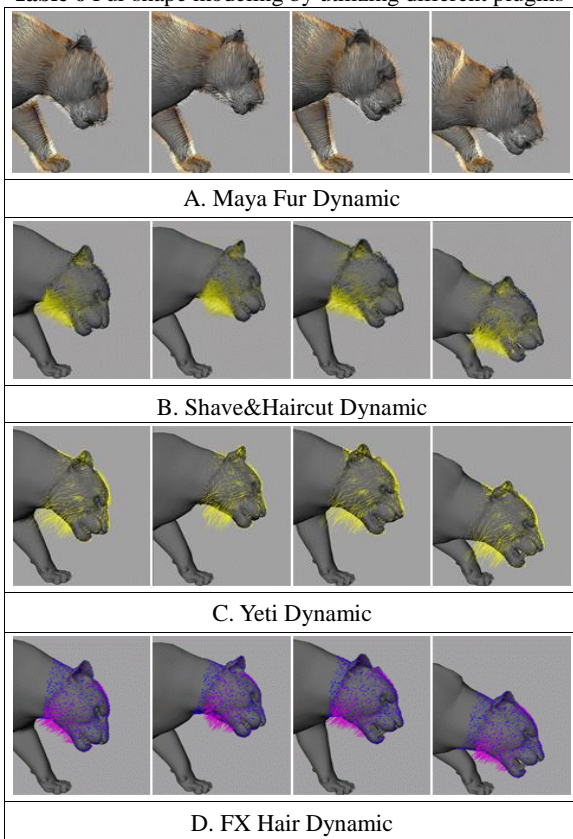 Table 6 Fur shape modeling by utilizing different plugins
A. Maya Fur Dynamic
B. Shave&Haircut Dynamic
C. Yeti Dynamic
D. FX Hair Dynamic